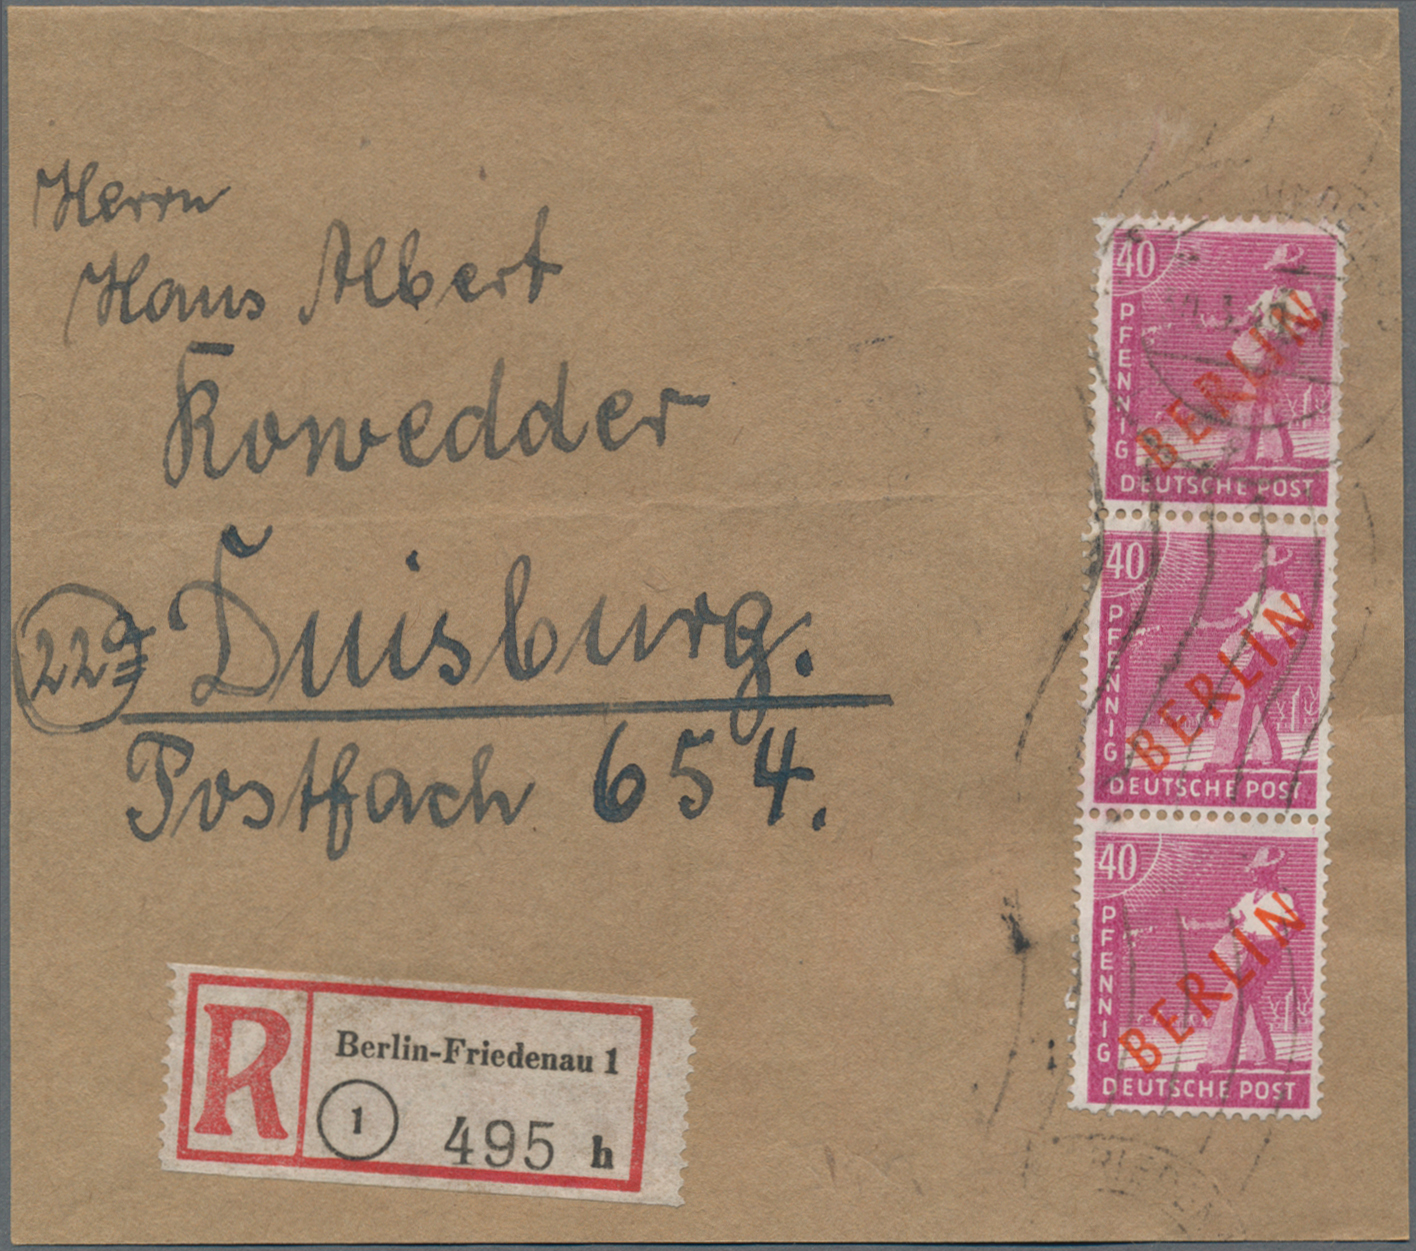 Herrn
Hans Albert
Kowedder
22a Duisburg.
Postfach 654.
R
Berlin-Friedenau 1
1
495 h
40
PFENNIG
BERLIN
DEUTSCHE POST
40
PFENNIG
BERLIN
DEUTSCHE POST
40
PFENNIG
BERLIN
DEUTSCHE POST